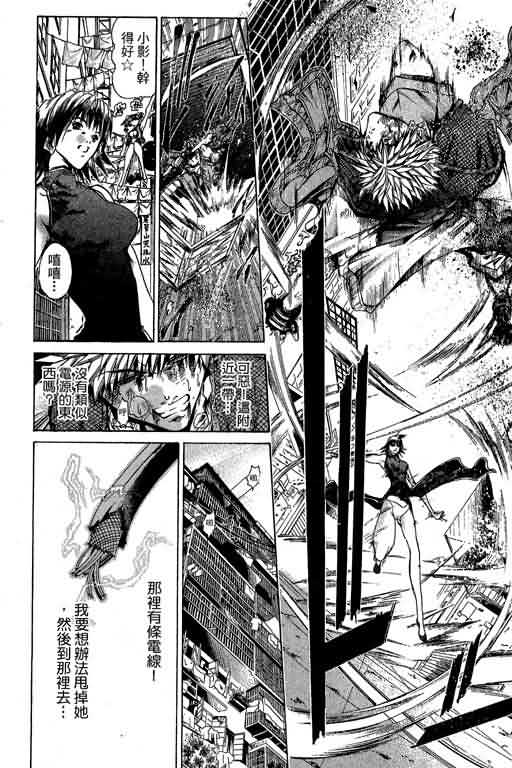 小影！幹
得好☆
嘻嘻…
可惡！這附
近一帶…
沒有類似
電源的東
西嗎？
那裡有條電線！
我要想辦法甩掉她
，然後到那裡去…